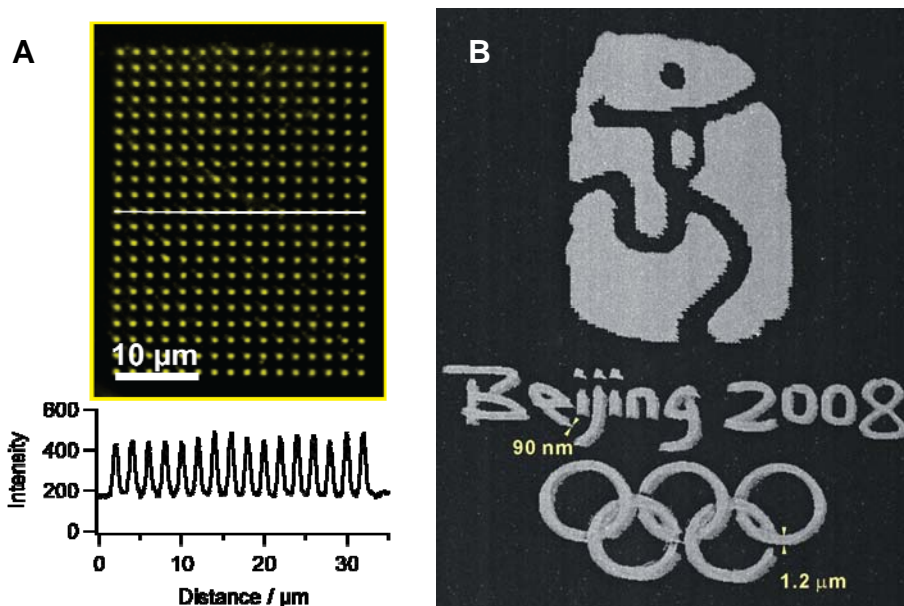 A
10 µm
600
400
200
0
Intensity
0
10
20
30
Distance / µm
B
Beijing 2008
90 nm
1.2 µm